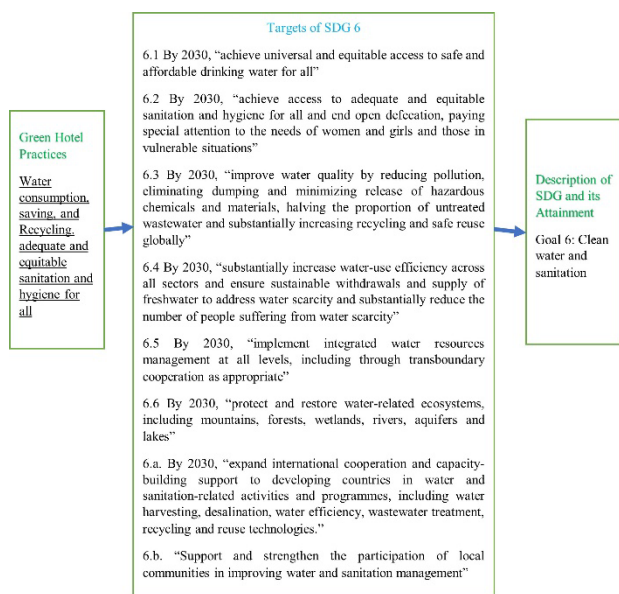 Green Hotel
Practices
Water
consumption,
saving, and
Recycling.
adequate and
equitable
sanitation and
hygiene for
all
Targets of SDG 6
6.1 By 2030, “achieve universal and equitable access to safe and
affordable drinking water for all”
6.2 By 2030, “achieve access to adequate and equitable
sanitation and hygiene for all and end open defecation, paying
special attention to the needs of women and girls and those in
vulnerable situations”
6.3 By 2030, “improve water quality by reducing pollution,
eliminating dumping and minimizing release of hazardous
chemicals and materials, halving the proportion of untreated
wastewater and substantially increasing recycling and safe reuse
globally”
6.4 By 2030, “substantially increase water-use efficiency across
all sectors and ensure sustainable withdrawals and supply of
freshwater to address water scarcity and substantially reduce the
number of people suffering from water scarcity”
6.5 By 2030, “implement integrated water resources
management at all levels, including through transboundary
cooperation as appropriate”
6.6 By 2030, “protect and restore water-related ecosystems,
including mountains, forests, wetlands, rivers, aquifers and
lakes”
6.a. By 2030, “expand international cooperation and capacity-
building support to developing countries in water and
sanitation-related activities and programmes, including water
harvesting, desalination, water efficiency, wastewater treatment,
recycling and reuse technologies.”
6.b. “Support and strengthen the participation of local
communities in improving water and sanitation management”
Description of
SDG and its
Attainment
Goal 6: Clean
water and
sanitation